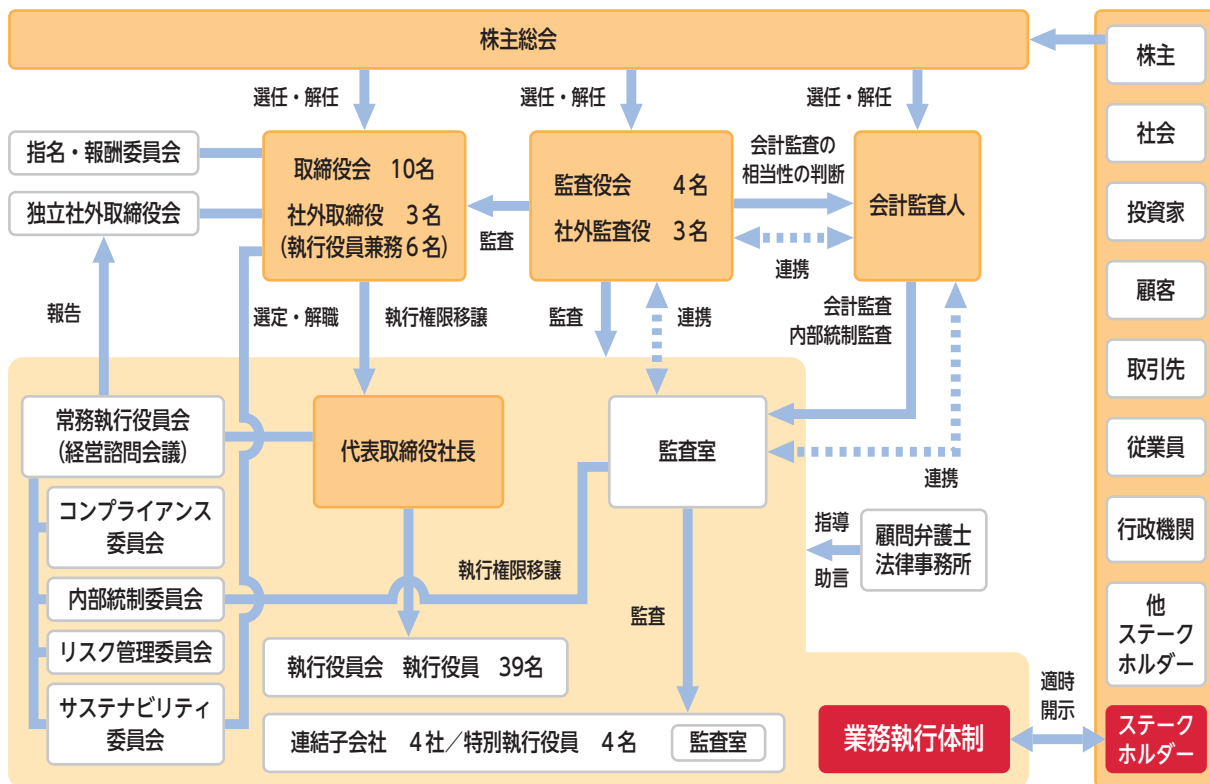 株主総会
選任・解任
選任・解任
選任・解任
指名・報酬委員会
独立社外取締役会
取締役会 10名
社外取締役 3名
(執行役員兼務6名)
監査
監査役会 4名
社外監査役 3名
会計監査の
相当性の判断
連携
会計監査人
報告
選定・解職
執行権限移譲
監査
連携
会計監査
内部統制監査
常務執行役員会
(経営諮問会議)
代表取締役社長
監査室
連携
コンプライアンス
委員会
内部統制委員会
リスク管理委員会
サステナビリティ
委員会
執行権限移譲
監査
指導
助言
顧問弁護士
法律事務所
執行役員会 執行役員 39名
連結子会社 4社/特別執行役員 4名
監査室
業務執行体制
適時
開示
株主
社会
投資家
顧客
取引先
従業員
行政機関
他
ステーク
ホルダー
ステーク
ホルダー